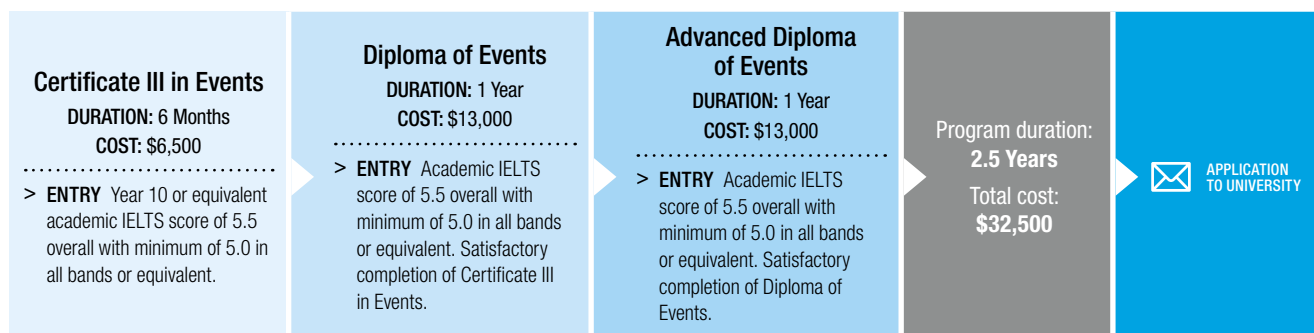 Certificate III in Events
DURATION: 6 Months
COST: $6,500
> ENTRY Year 10 or equivalent
academic IELTS score of 5.5
overall with minimum of 5.0 in
all bands or equivalent.
Diploma of Events
DURATION: 1 Year
COST: $13,000
> ENTRY Academic IELTS
score of 5.5 overall with
minimum of 5.0 in all bands
or equivalent. Satisfactory
completion of Certificate III
in Events.
Advanced Diploma
of Events
DURATION: 1 Year
COST: $13,000
> ENTRY Academic IELTS
score of 5.5 overall with
minimum of 5.0 in all bands
or equivalent. Satisfactory
completion of Diploma of
Events.
Program duration:
2.5 Years
Total cost:
$32,500
APPLICATION
TO UNIVERSITY